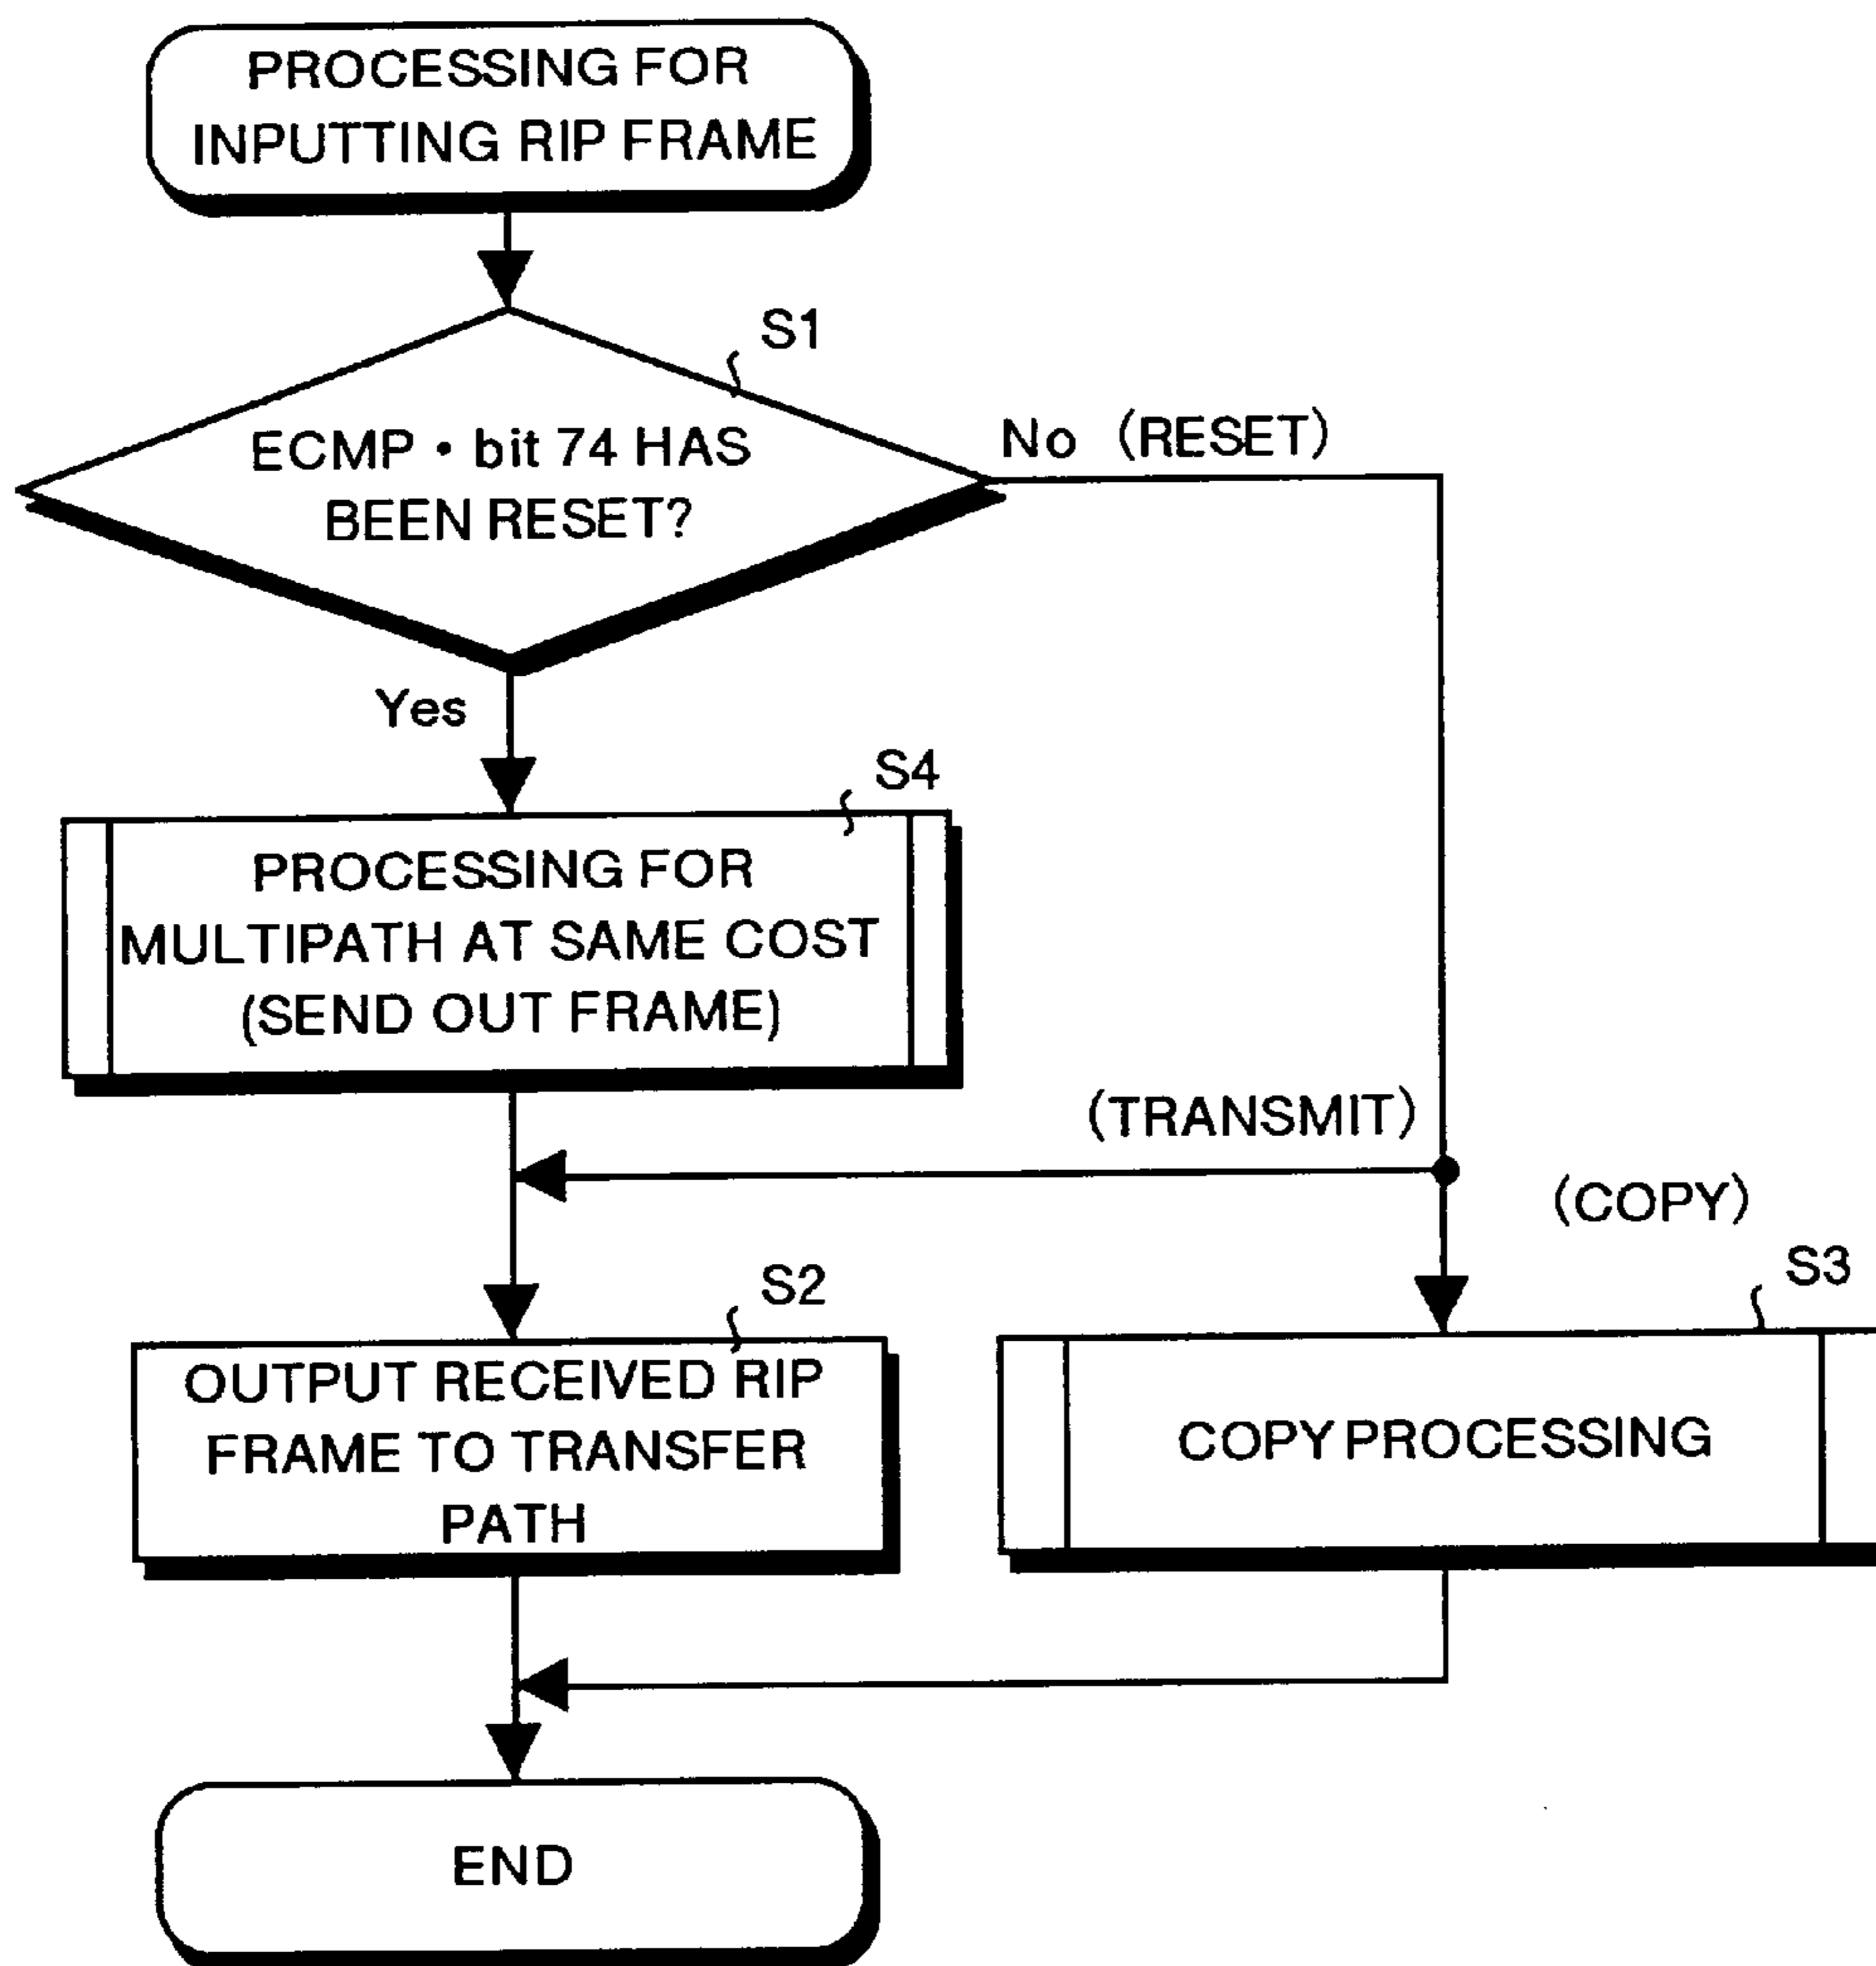 PROCESSING FOR
INPUTTING RIP FRAME
S1
ECMP • bit 74 HAS
BEEN RESET?
No (RESET)
Yes
S4
PROCESSING FOR
MULTIPATH AT SAME COST
(SEND OUT FRAME)
(TRANSMIT)
(COPY)
S2
OUTPUT RECEIVED RIP
FRAME TO TRANSFER
PATH
S3
COPY PROCESSING
END